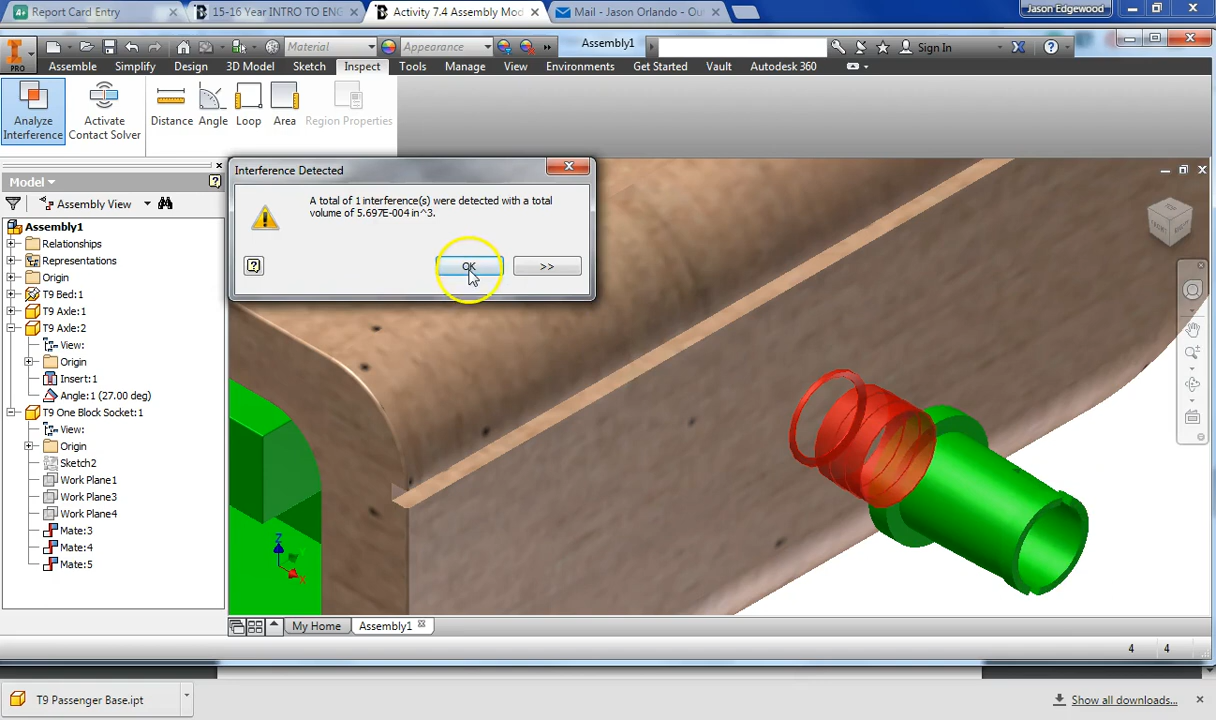 Report Card Entry
15-16 Year INTRO TO ENG
Activity 7.4 Assembly Mod
Mail - Jason Orlando - Out
Jason Edgewood
PRO
Material
Appearance
Assembly1
Sign In
Assemble
Simplify
Design
3D Model
Sketch
Inspect
Tools
Manage
View
Environments
Get Started
Vault
Autodesk 360
Analyze
Interference
Activate
Contact Solver
Distance
Angle
Loop
Area
Region Properties
Model
Assembly View
Assembly1
Relationships
Representations
Origin
T9 Bed:1
T9 Axle:1
T9 Axle:2
View:
Origin
Insert:1
Angle:1 (27.00 deg)
T9 One Block Socket:1
View:
Origin
Sketch2
Work Plane1
Work Plane3
Work Plane4
Mate:3
Mate:4
Mate:5
Interference Detected
A total of 1 interference(s) were detected with a total
volume of 5.697E-004 in^3.
OK
>>
Z
X
My Home
Assembly1
4
4
T9 Passenger Base.ipt
Show all downloads...